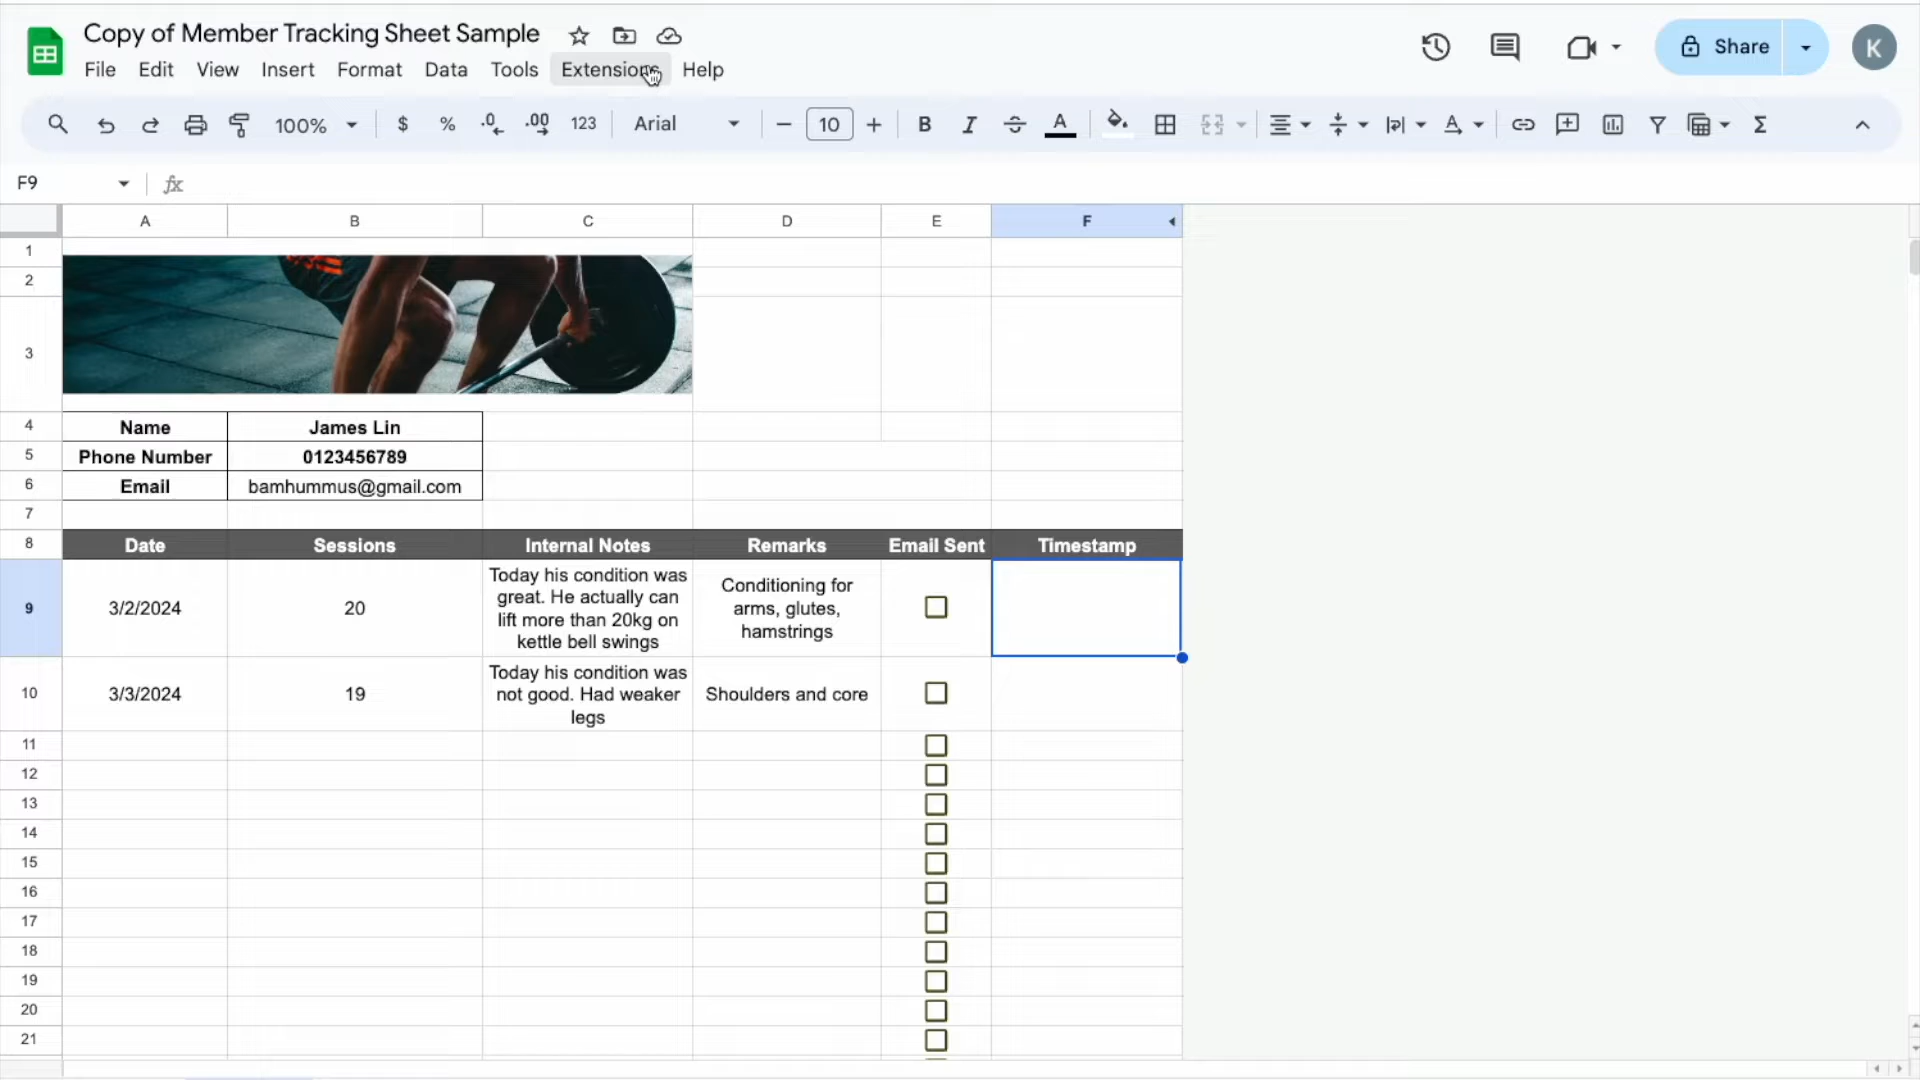 Copy of Member Tracking Sheet Sample
File Edit View Insert Format Data Tools Extensions Help
Share
K
100% $ % .0 .00 123 Arial 10 B I A
F9 fx
A B C D E F
1
2
3
4 Name James Lin
5 Phone Number 0123456789
6 Email bamhummus@gmail.com
7
8 Date Sessions Internal Notes Remarks Email Sent Timestamp
Today his condition was
great. He actually can
lift more than 20kg on
kettle bell swings
Conditioning for
arms, glutes,
hamstrings
9 3/2/2024 20
Today his condition was
not good. Had weaker
legs
10 3/3/2024 19 Shoulders and core
11
12
13
14
15
16
17
18
19
20
21